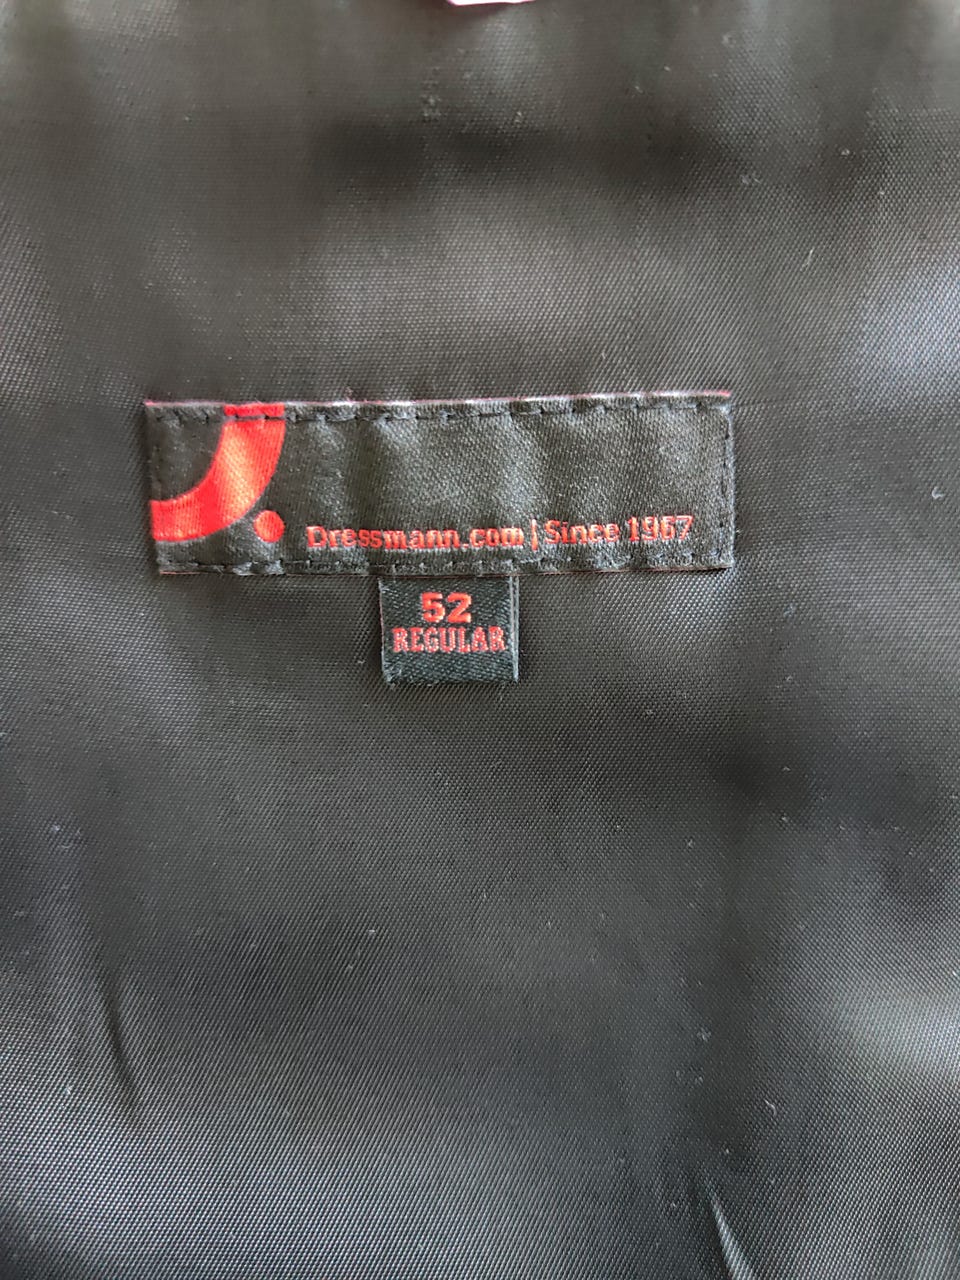 Dressmann.com | Since 1967
52
REGULAR